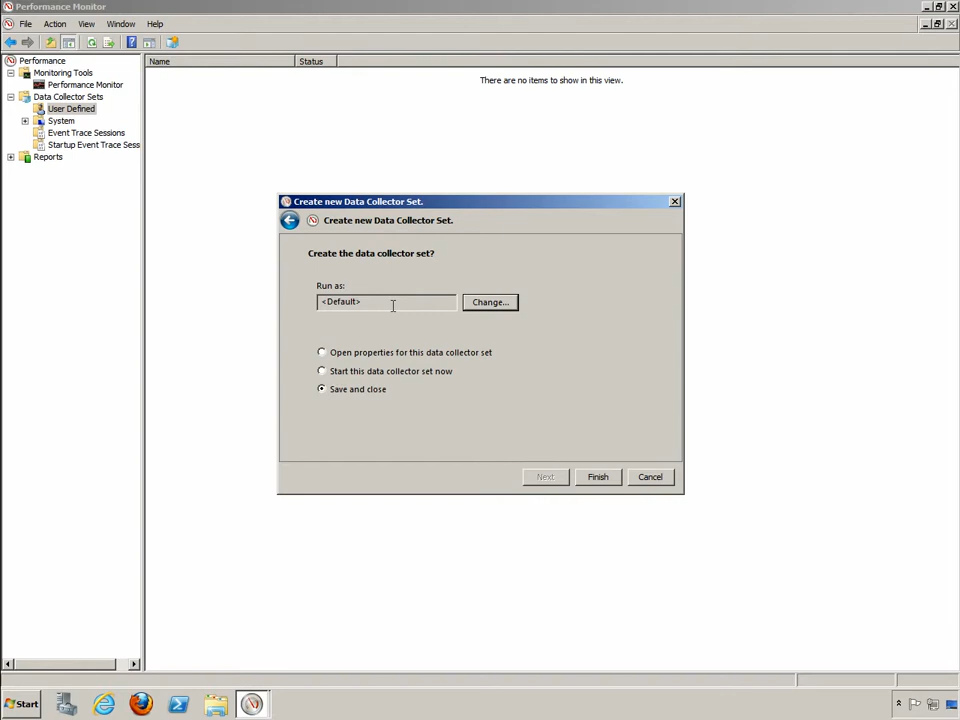 Performance Monitor
File Action View Window Help
Performance
Monitoring Tools
Performance Monitor
Data Collector Sets
User Defined
System
Event Trace Sessions
Startup Event Trace Sess
Reports
Name Status
There are no items to show in this view.
Create new Data Collector Set.
Create new Data Collector Set.
Create the data collector set?
Run as:
<Default> Change...
Open properties for this data collector set
Start this data collector set now
Save and close
Next Finish Cancel
Start